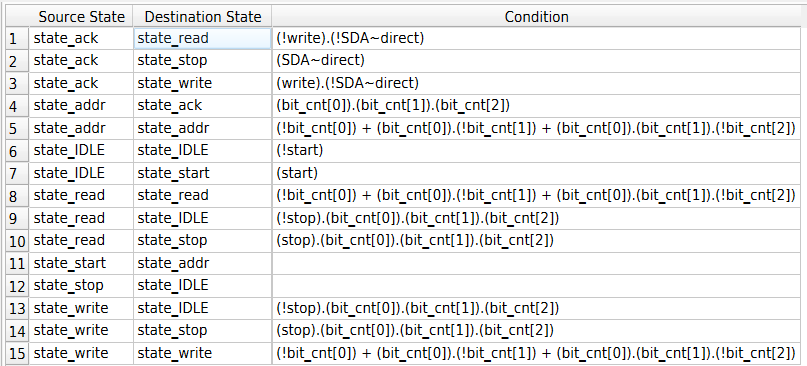 Source State Destination State Condition
1 state_ack state_read (!write).(!SDA~direct)
2 state_ack state_stop (SDA~direct)
3 state_ack state_write (write).(!SDA~direct)
4 state_addr state_ack (bit_cnt[0]).(bit_cnt[1]).(bit_cnt[2])
5 state_addr state_addr (!bit_cnt[0]) + (bit_cnt[0]).(!bit_cnt[1]) + (bit_cnt[0]).(bit_cnt[1]).(!bit_cnt[2])
6 state_IDLE state_IDLE (!start)
7 state_IDLE state_start (start)
8 state_read state_read (!bit_cnt[0]) + (bit_cnt[0]).(!bit_cnt[1]) + (bit_cnt[0]).(bit_cnt[1]).(!bit_cnt[2])
9 state_read state_IDLE (!stop).(bit_cnt[0]).(bit_cnt[1]).(bit_cnt[2])
10 state_read state_stop (stop).(bit_cnt[0]).(bit_cnt[1]).(bit_cnt[2])
11 state_start state_addr
12 state_stop state_IDLE
13 state_write state_IDLE (!stop).(bit_cnt[0]).(bit_cnt[1]).(bit_cnt[2])
14 state_write state_stop (stop).(bit_cnt[0]).(bit_cnt[1]).(bit_cnt[2])
15 state_write state_write (!bit_cnt[0]) + (bit_cnt[0]).(!bit_cnt[1]) + (bit_cnt[0]).(bit_cnt[1]).(!bit_cnt[2])